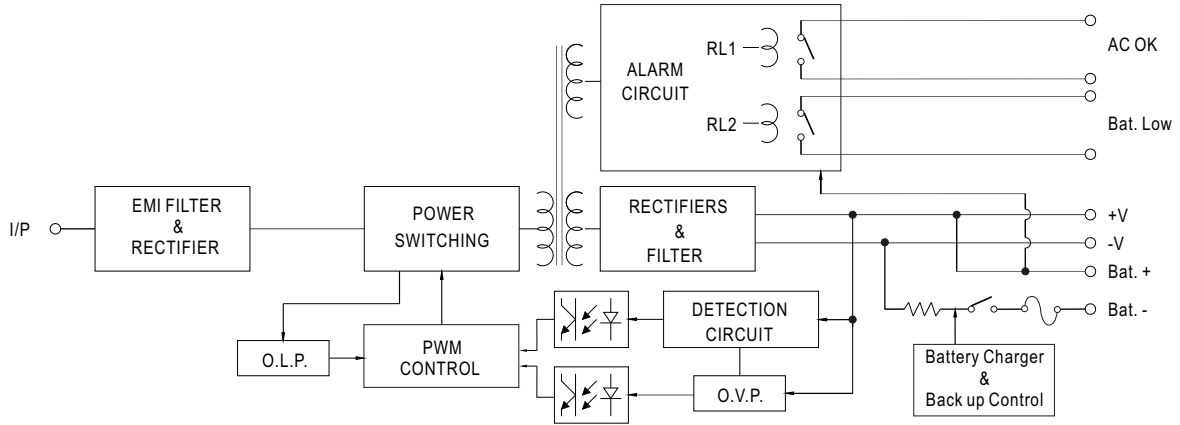 RL1
AC OK
ALARM
CIRCUIT
RL2
Bat. Low
I/P
EMI FILTER
&
RECTIFIER
POWER
SWITCHING
RECTIFIERS
&
FILTER
+V
-V
Bat. +
Bat. -
O.L.P.
PWM
CONTROL
DETECTION
CIRCUIT
O.V.P.
Battery Charger
&
Back up Control